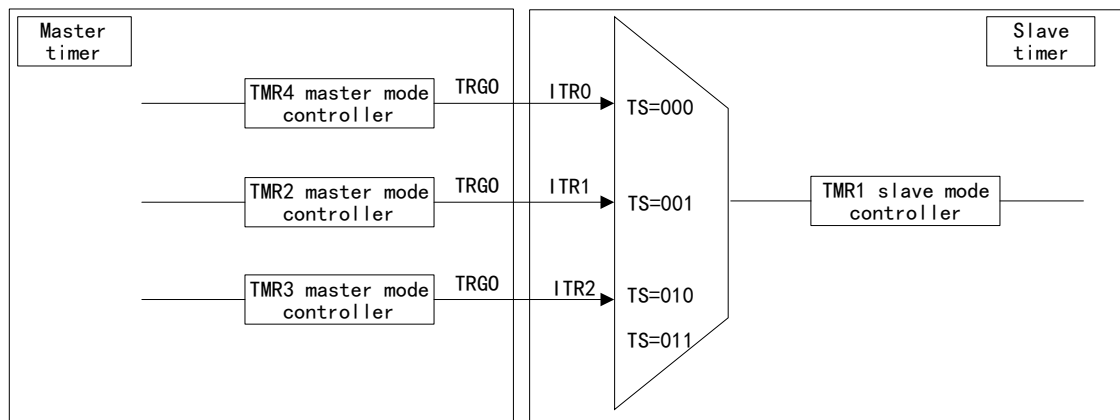 Master
timer
Slave
timer
TMR4 master mode
controller
TRGO
ITR0
TS=000
TMR2 master mode
controller
TRGO
ITR1
TS=001
TMR1 slave mode
controller
TMR3 master mode
controller
TRGO
ITR2
TS=010
TS=011